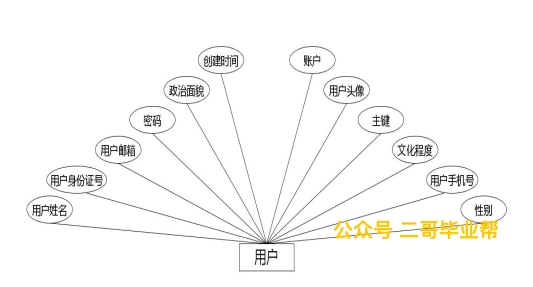 创建时间
账户
政治面貌
用户头像
密码
主键
用户邮箱
文化程度
用户身份证号
用户手机号
用户姓名
性别
公众号 二哥毕业帮
用户